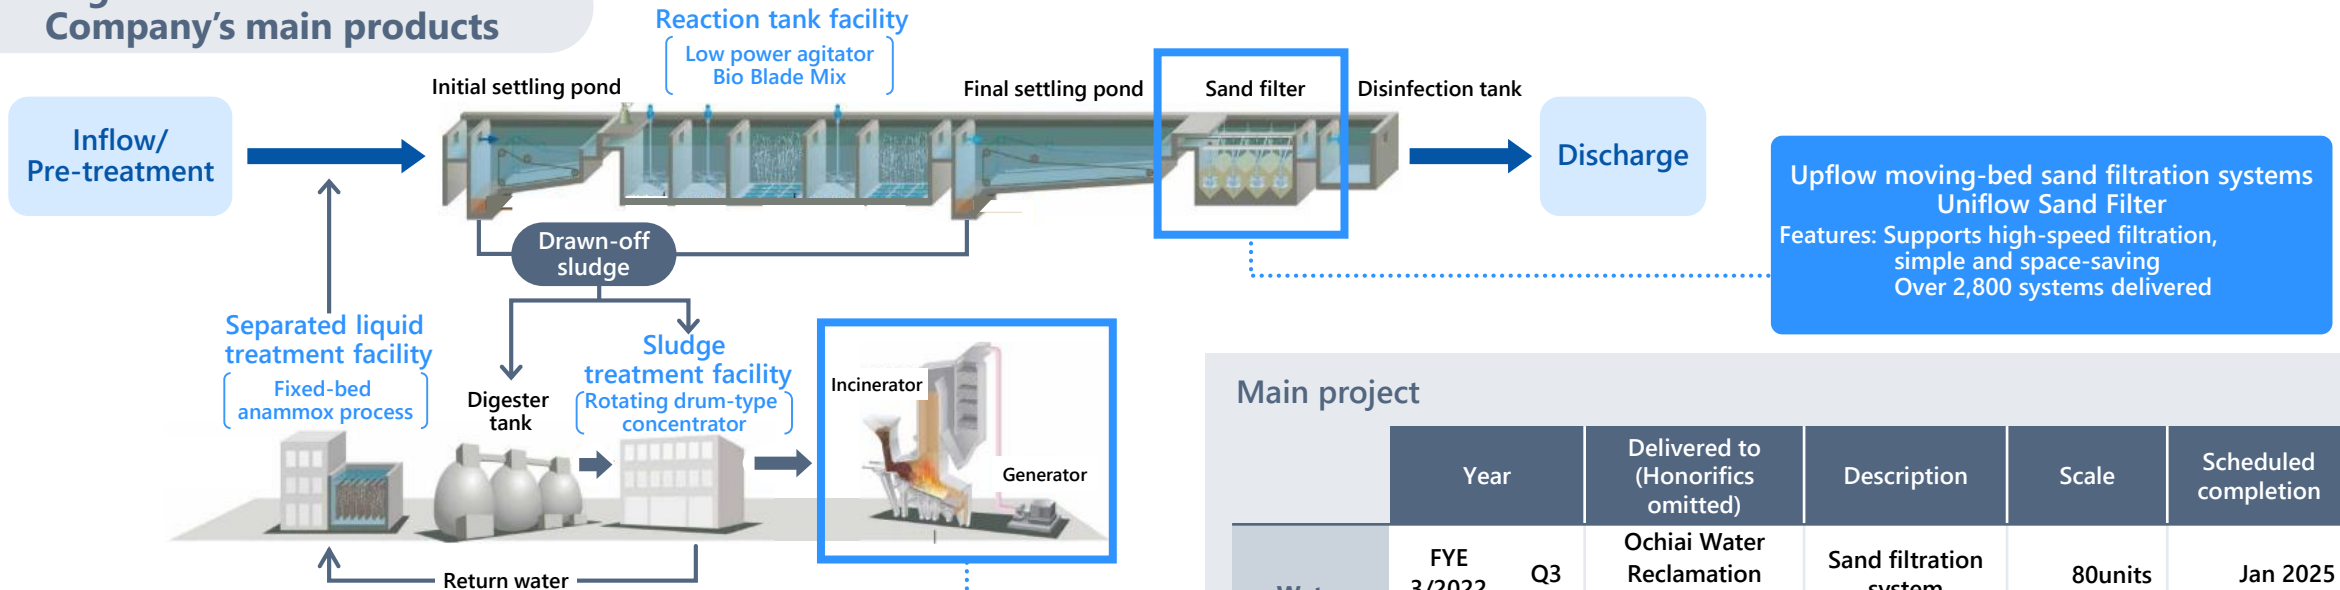 Company's main products
Reaction tank facility
Low power agitator
Bio Blade Mix
Initial settling pond
Final settling pond
Sand filter
Disinfection tank
Inflow/
Pre-treatment
Discharge
Upflow moving-bed sand filtration systems
Uniflow Sand Filter
Features: Supports high-speed filtration,
simple and space-saving
Over 2,800 systems delivered
Drawn-off
sludge
Separated liquid
treatment facility
Fixed-bed
anammox process
Digester
tank
Sludge
treatment facility
Rotating drum-type
concentrator
Incinerator
Generator
Return water
Main project
Year
Delivered to
(Honorifics
omitted)
Description
Scale
Scheduled
completion
FYE
3/2022
Q3
Ochiai Water
Reclamation
Sand filtration
system
80units
Jan 2025